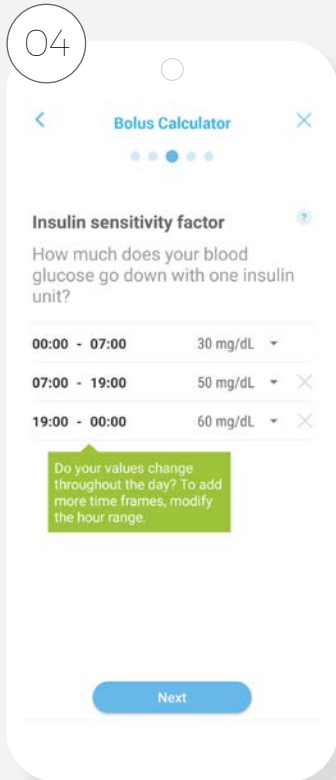 04
Bolus Calculator
Insulin sensitivity factor ?
How much does your blood
glucose go down with one insulin
unit?
00:00 - 07:00 30 mg/dL
07:00 - 19:00 50 mg/dL
19:00 - 00:00 60 mg/dL
Do your values change
throughout the day? To add
more time frames, modify
the hour range.
Next